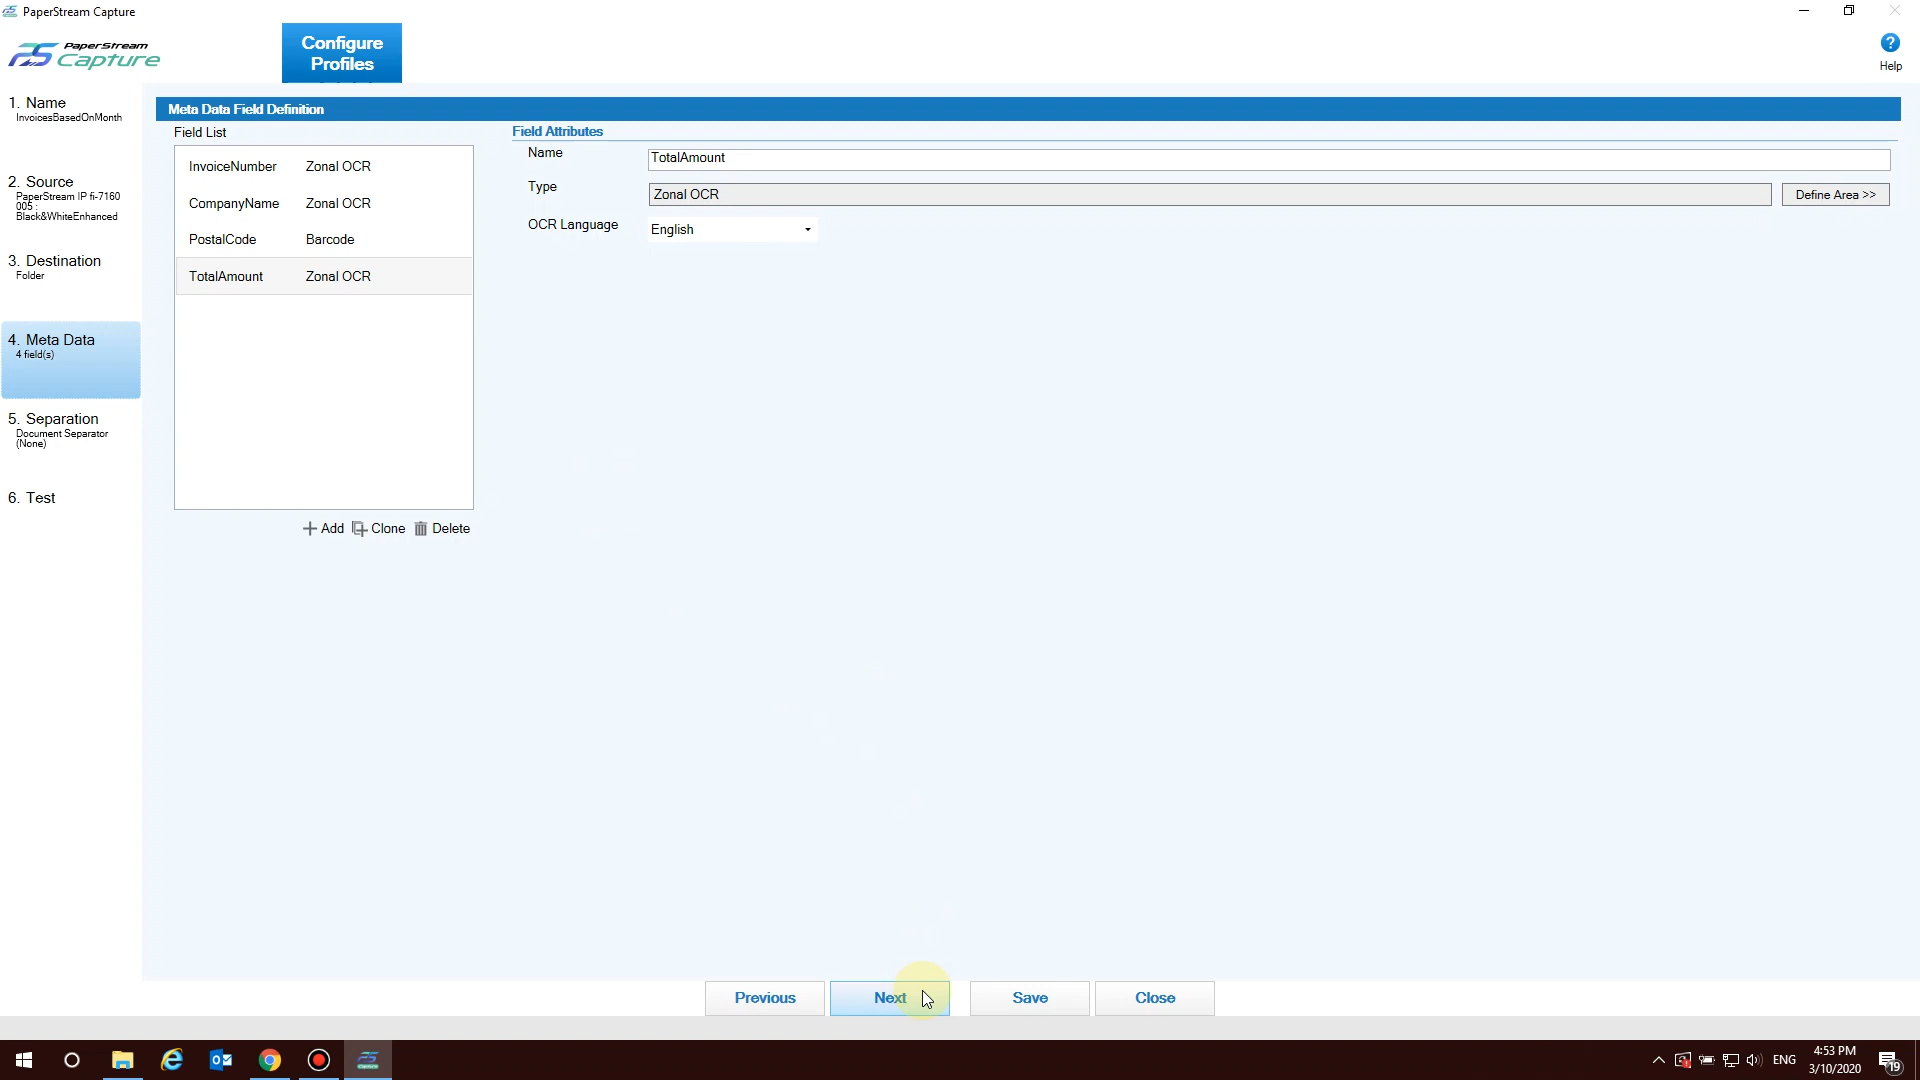 PaperStream Capture
PaperStream
Capture
Configure
Profiles
?
Help
1. Name
InvoicesBasedOnMonth
2. Source
PaperStream IP fi-7160
005 :
Black&WhiteEnhanced
3. Destination
Folder
4. Meta Data
4 field(s)
5. Separation
Document Separator
(None)
6. Test
Meta Data Field Definition
Field List
InvoiceNumber Zonal OCR
CompanyName Zonal OCR
PostalCode Barcode
TotalAmount Zonal OCR
Add Clone Delete
Field Attributes
Name TotalAmount
Type Zonal OCR Define Area >>
OCR Language English
Previous Next Save Close
ENG
4:53 PM
3/10/2020
19